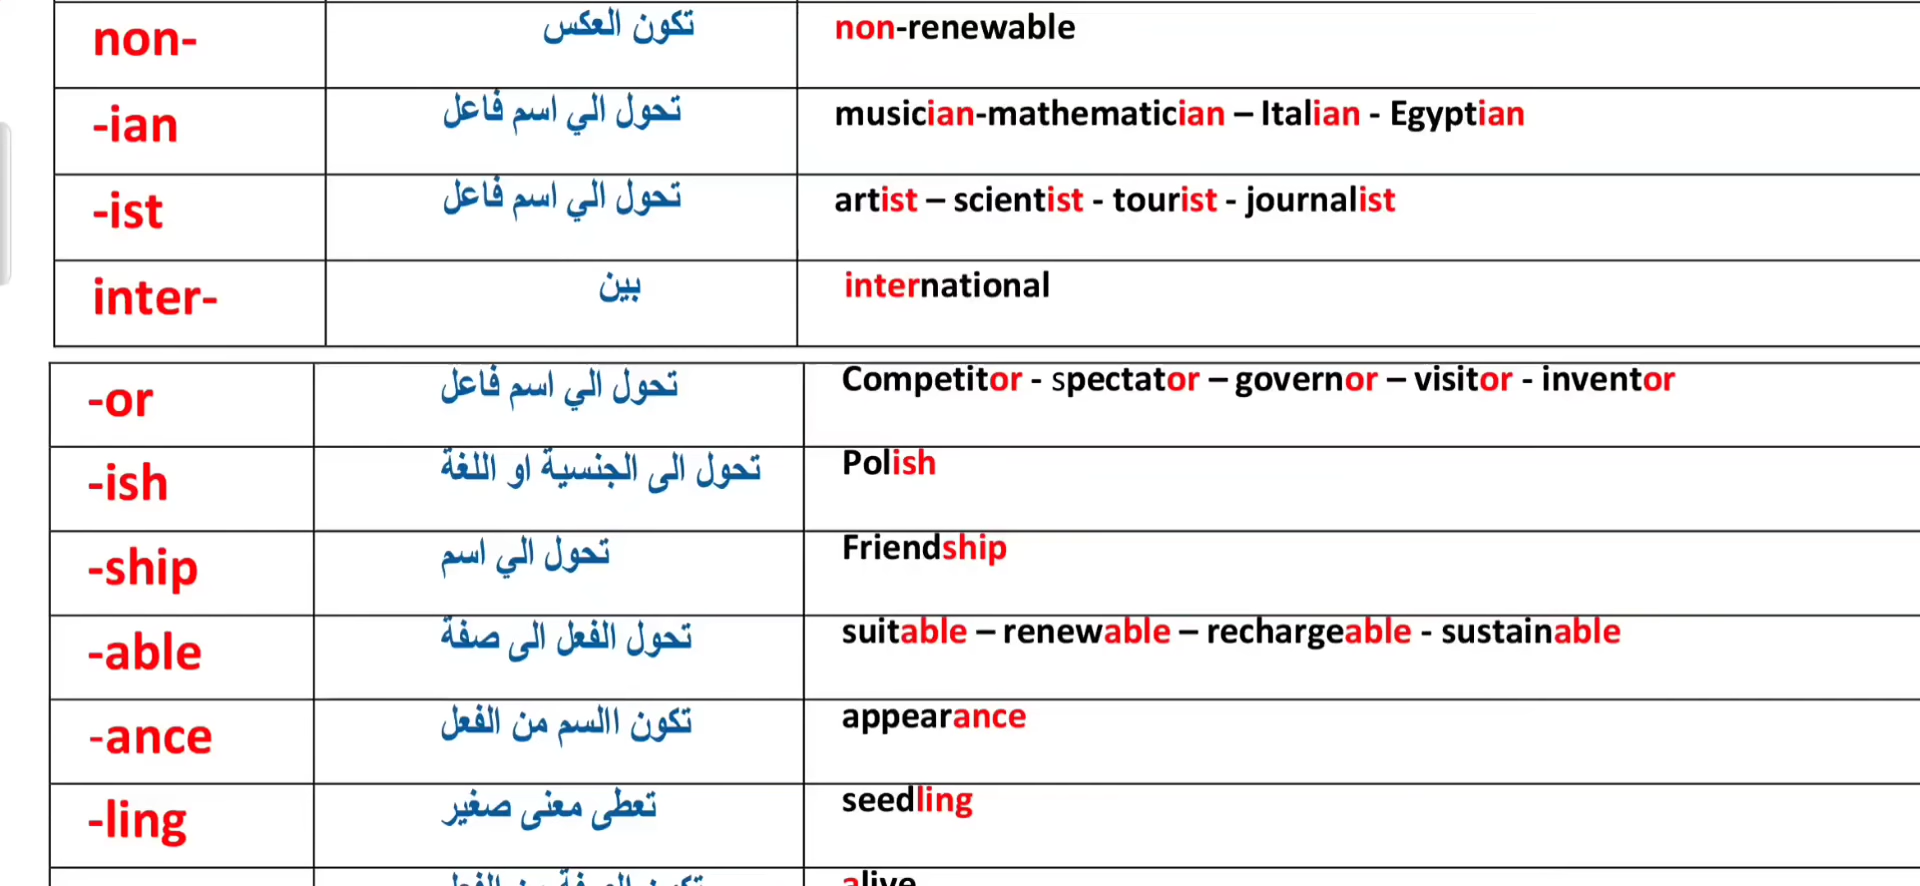 non- تكون العكس non-renewable
-ian تحول الي اسم فاعل musician-mathematician – Italian - Egyptian
-ist تحول الي اسم فاعل artist – scientist - tourist - journalist
inter- بين international
-or تحول الي اسم فاعل Competitor - spectator – governor – visitor - inventor
-ish تحول الى الجنسية او اللغة Polish
-ship تحول الي اسم Friendship
-able تحول الفعل الى صفة suitable – renewable – rechargeable - sustainable
-ance تكون االسم من الفعل appearance
-ling تعطى معنى صغير seedling
alive